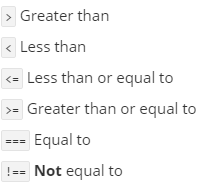 > Greater than
< Less than
<= Less than or equal to
>= Greater than or equal to
=== Equal to
!== Not equal to